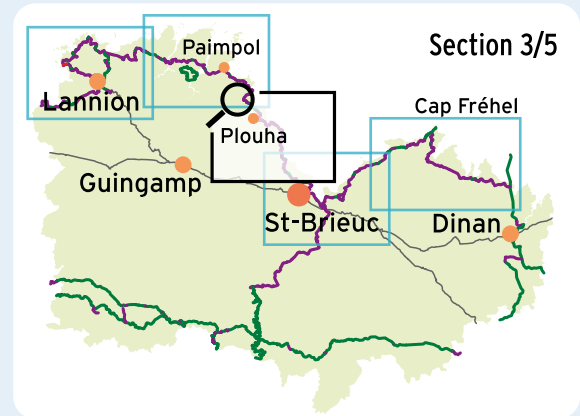 Section 3/5
Paimpol
Lannion
Cap Fréhel
Plouha
Guingamp
St-Brieuc
Dinan